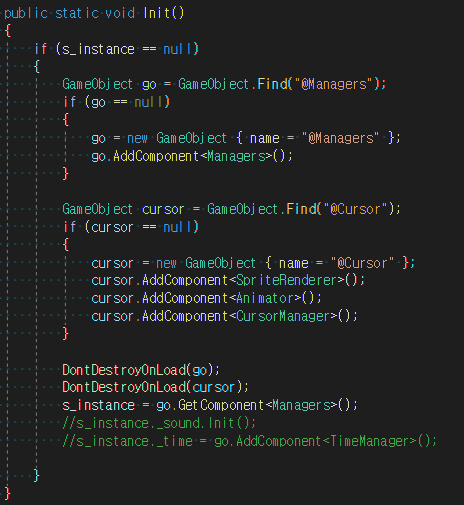 public static void Init()
{
if (s_instance == null)
{
GameObject go = GameObject.Find("@Managers");
if (go == null)
{
go = new GameObject { name = "@Managers" };
go.AddComponent<Managers>();
}
GameObject cursor = GameObject.Find("@Cursor");
if (cursor == null)
{
cursor = new GameObject { name = "@Cursor" };
cursor.AddComponent<SpriteRenderer>();
cursor.AddComponent<Animator>();
cursor.AddComponent<CursorManager>();
}
DontDestroyOnLoad(go);
DontDestroyOnLoad(cursor);
s_instance = go.GetComponent<Managers>();
//s_instance._sound.Init();
//s_instance._time = go.AddComponent<TimeManager>();
}
}